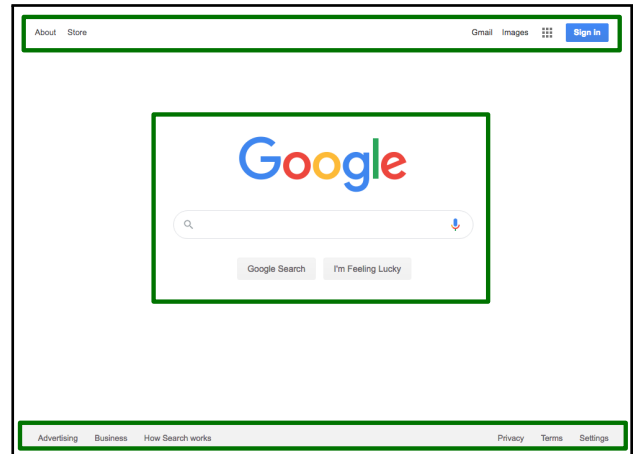 About Store Gmail Images Sign in
Google
Google Search I'm Feeling Lucky
Advertising Business How Search works Privacy Terms Settings